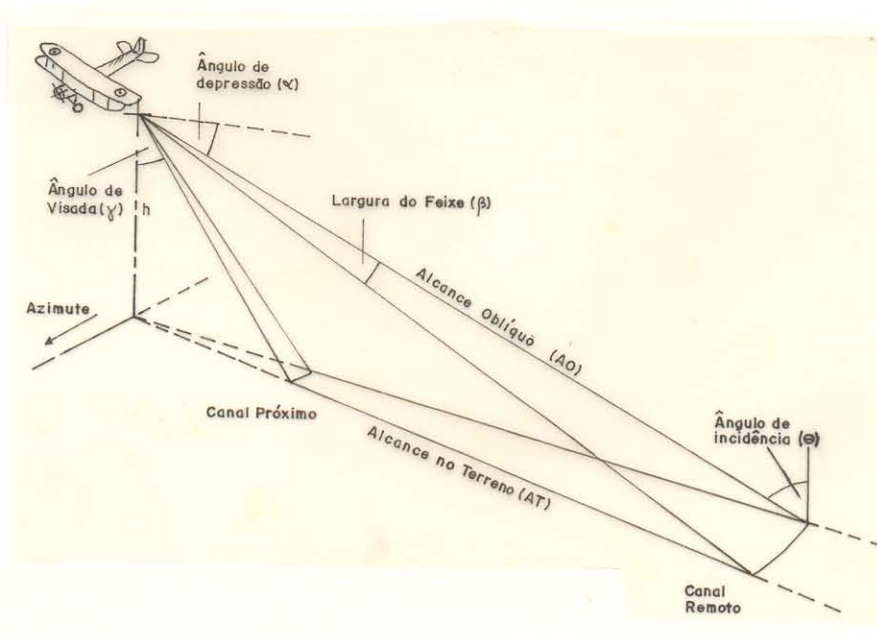 Ângulo de
depressão (α)
Ângulo de
Visada (γ)
h
Largura do Feixe (β)
Azimute
Alcance Oblíquô (AO)
Canal Próximo
Alcance no Terreno (AT)
Ângulo de
incidência (Θ)
Canal
Remoto